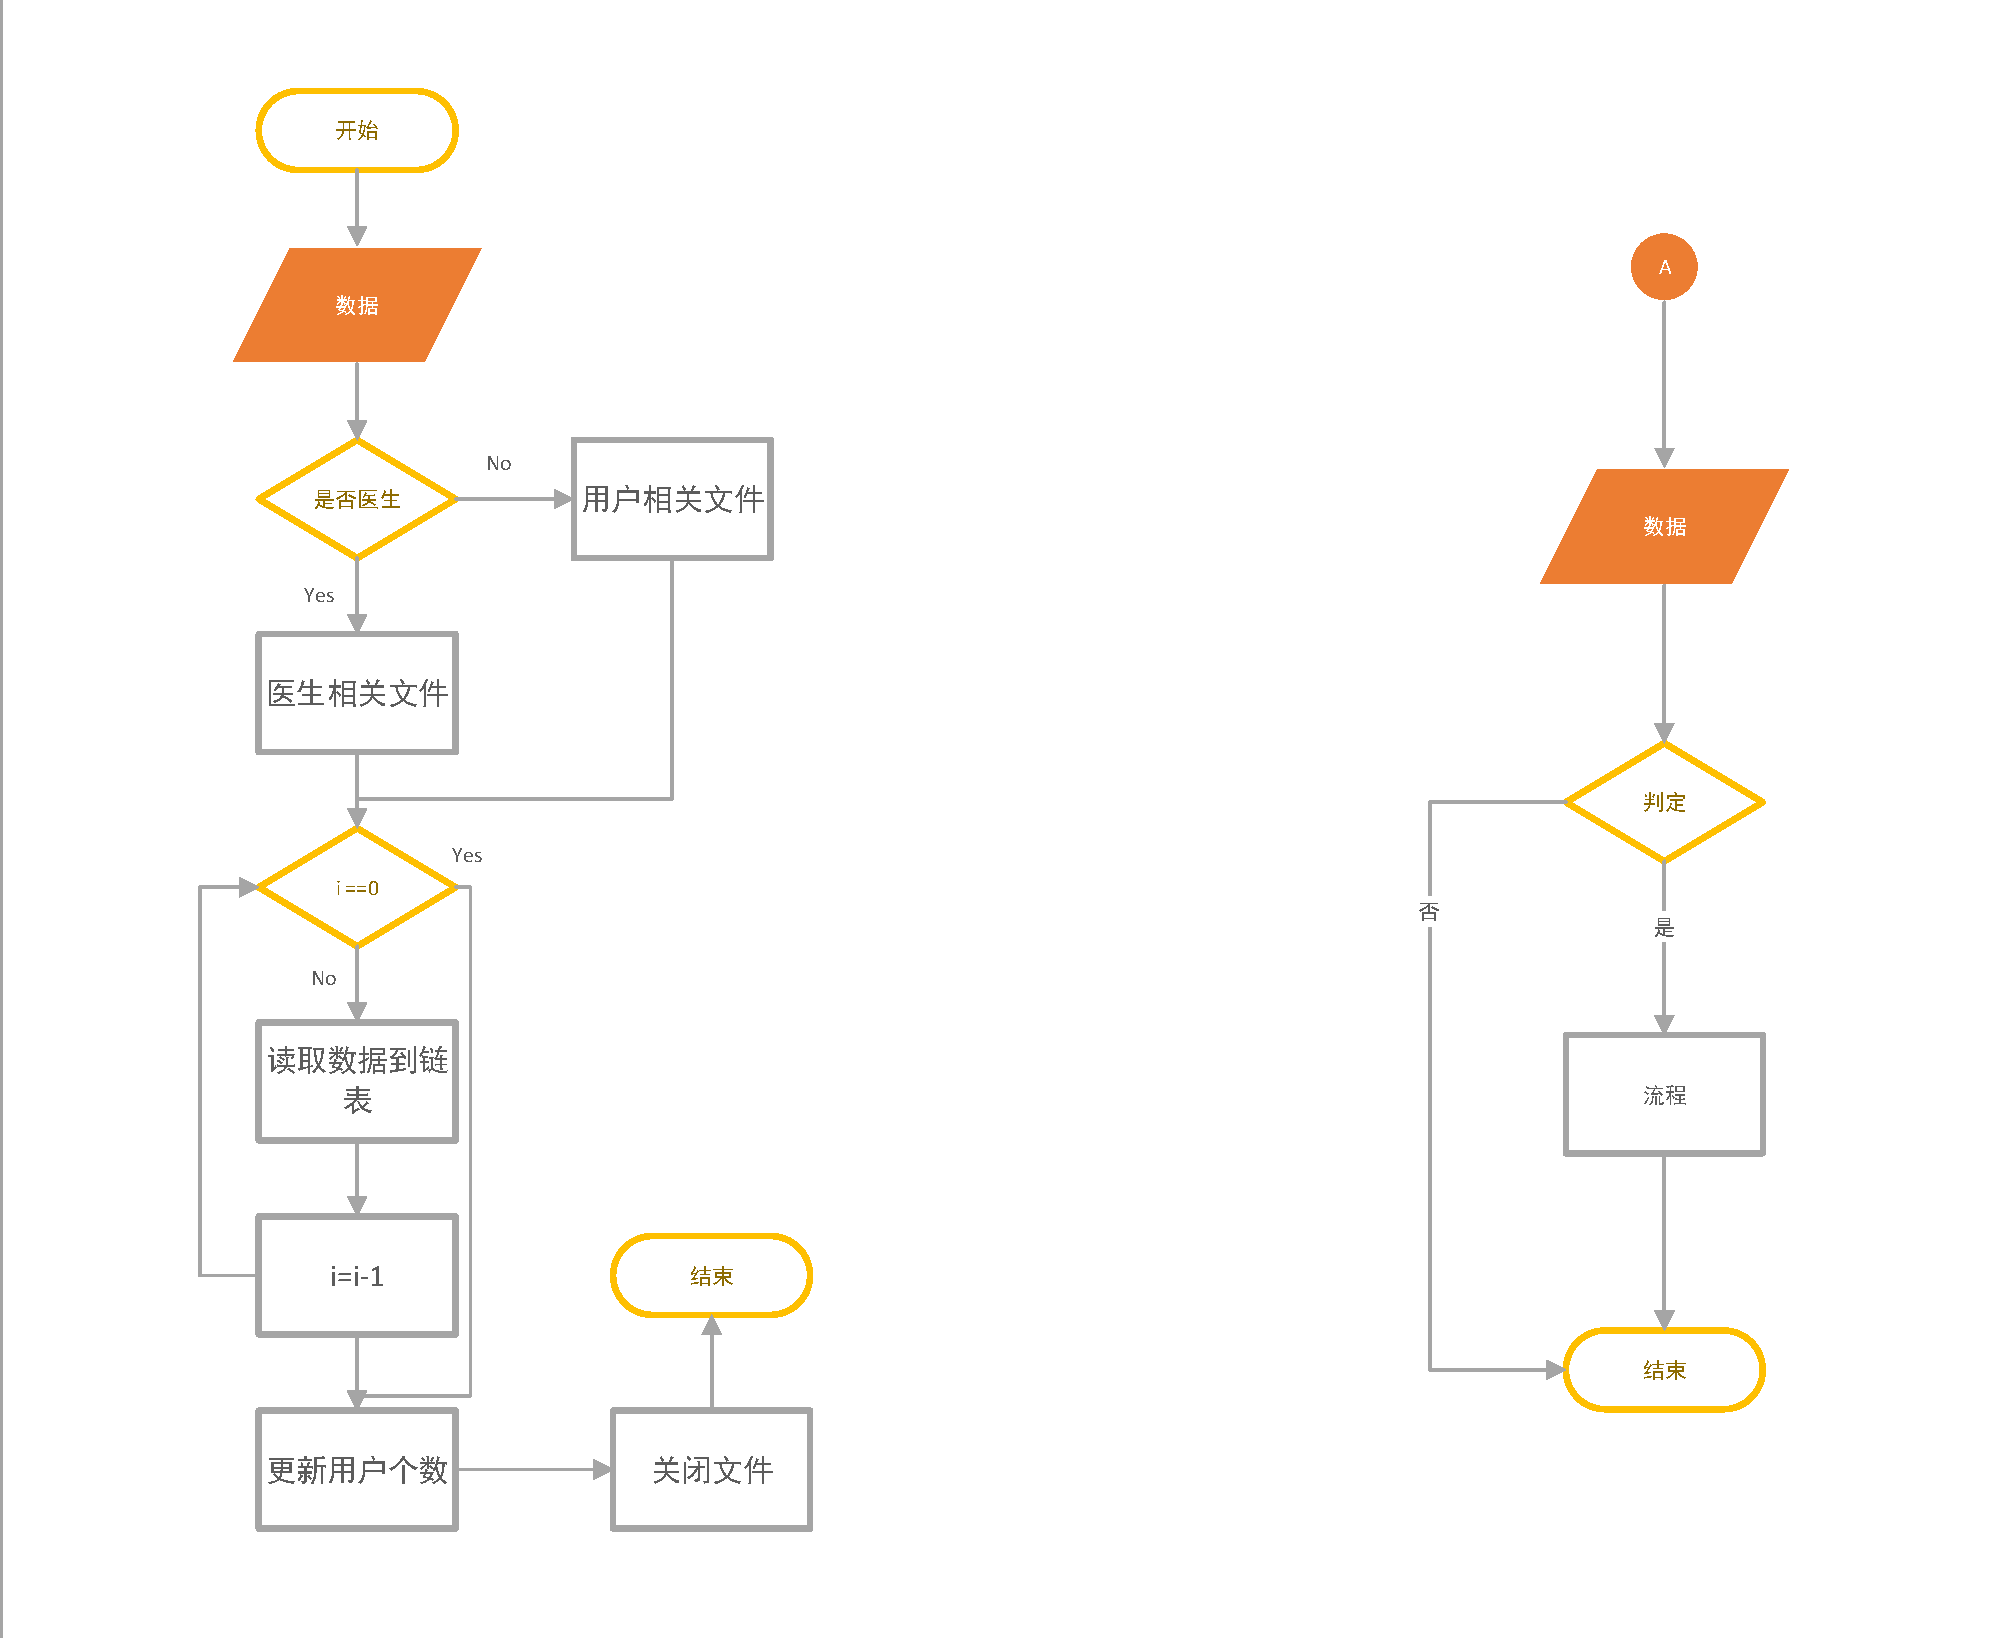 开始
数据
是否医生
No
用户相关文件
Yes
医生相关文件
i==0
Yes
No
读取数据到链
表
i=i-1
更新用户个数
关闭文件
结束
A
数据
判定
否
是
流程
结束